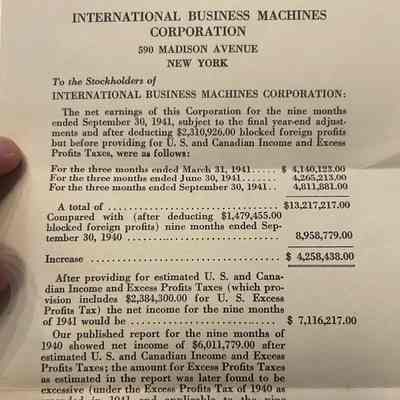 INTERNATIONAL BUSINESS MACHINES
CORPORATION
590 MADISON AVENUE
NEW YORK
To the Stockholders of
INTERNATIONAL BUSINESS MACHINES CORPORATION:
The net earnings of this Corporation for the nine months
ended September 30, 1941, subject to the final year-end adjust-
ments and after deducting $2,310,926.00 blocked foreign profits
but before providing for U. S. and Canadian Income and Excess
Profits Taxes, were as follows:
For the three months ended March 31, 1941..... $ 4,140,123.00
For the three months ended June 30, 1941....... 4,265,213.00
For the three months ended September 30, 1941.. 4,811,881.00
A total of ........................ $13,217,217.00
Compared with (after deducting $1,479,455.00
blocked foreign profits) nine months ended Sep-
tember 30, 1940 ....................... 8,958,779.00
Increase ........................... $ 4,258,438.00
After providing for estimated U. S. and Cana-
dian Income and Excess Profits Taxes (which pro-
vision includes $2,384,300.00 for U. S. Excess
Profits Tax) the net income for the nine months
of 1941 would be ....................... $ 7,116,217.00
Our published report for the nine months of
1940 showed net income of $6,011,779.00 after
estimated U. S. and Canadian Income and Excess
Profits Taxes; the amount for Excess Profits Taxes
as estimated in the report was later found to be
excessive (under the Excess Profits Tax of 1940 as